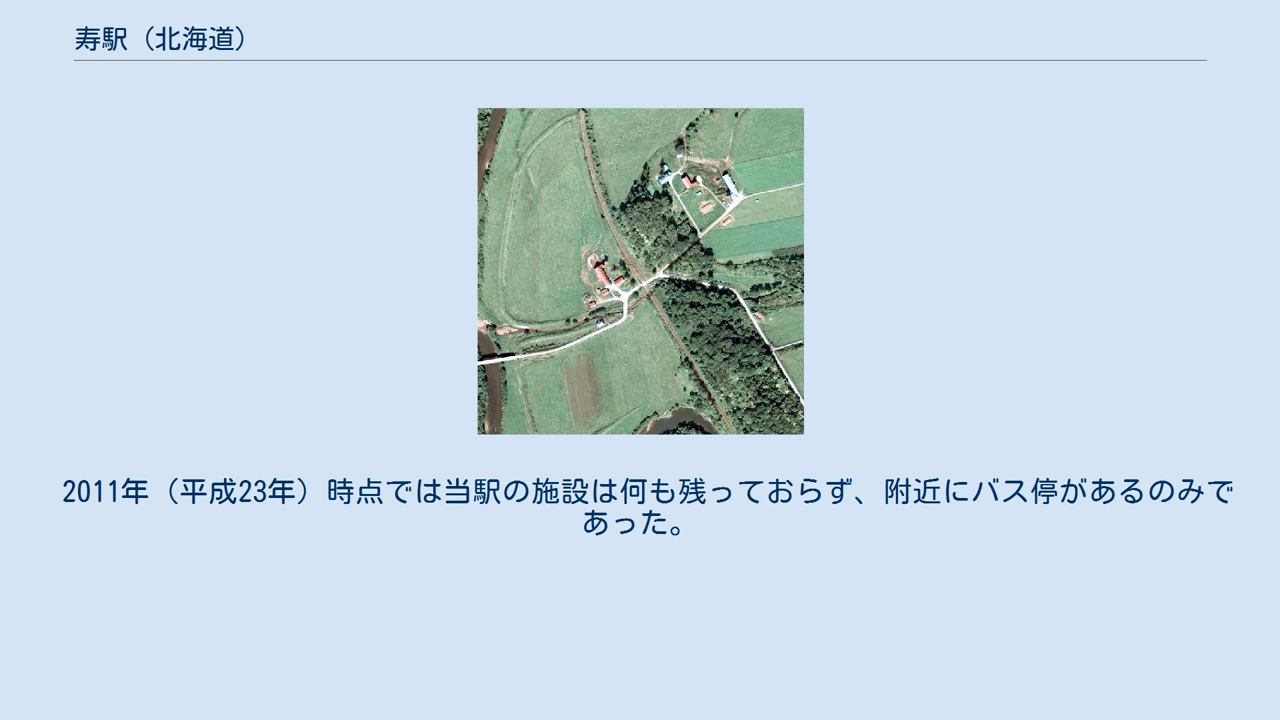 寿駅（北海道）
2011年（平成23年）時点では当駅の施設は何も残っておらず、附近にバス停があるのみで
あった。